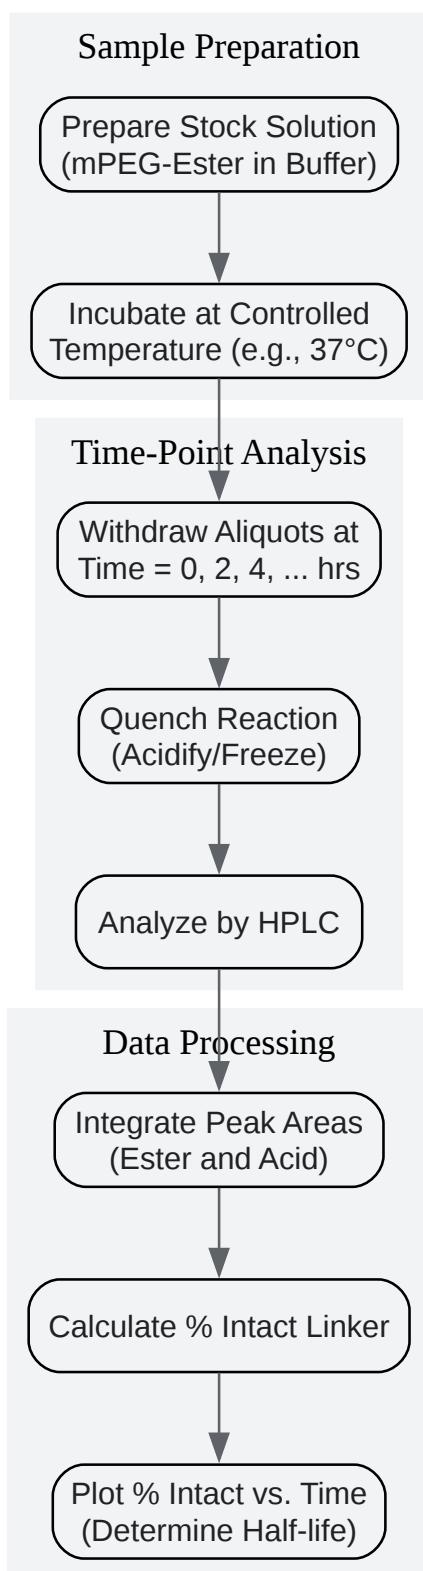 Sample Preparation
Prepare Stock Solution
(mPEG-Ester in Buffer)
Incubate at Controlled
Temperature (e.g., 37°C)
Time-Point Analysis
Withdraw Aliquots at
Time = 0, 2, 4, ... hrs
Quench Reaction
(Acidify/Freeze)
Analyze by HPLC
Data Processing
Integrate Peak Areas
(Ester and Acid)
Calculate % Intact Linker
Plot % Intact vs. Time
(Determine Half-life)